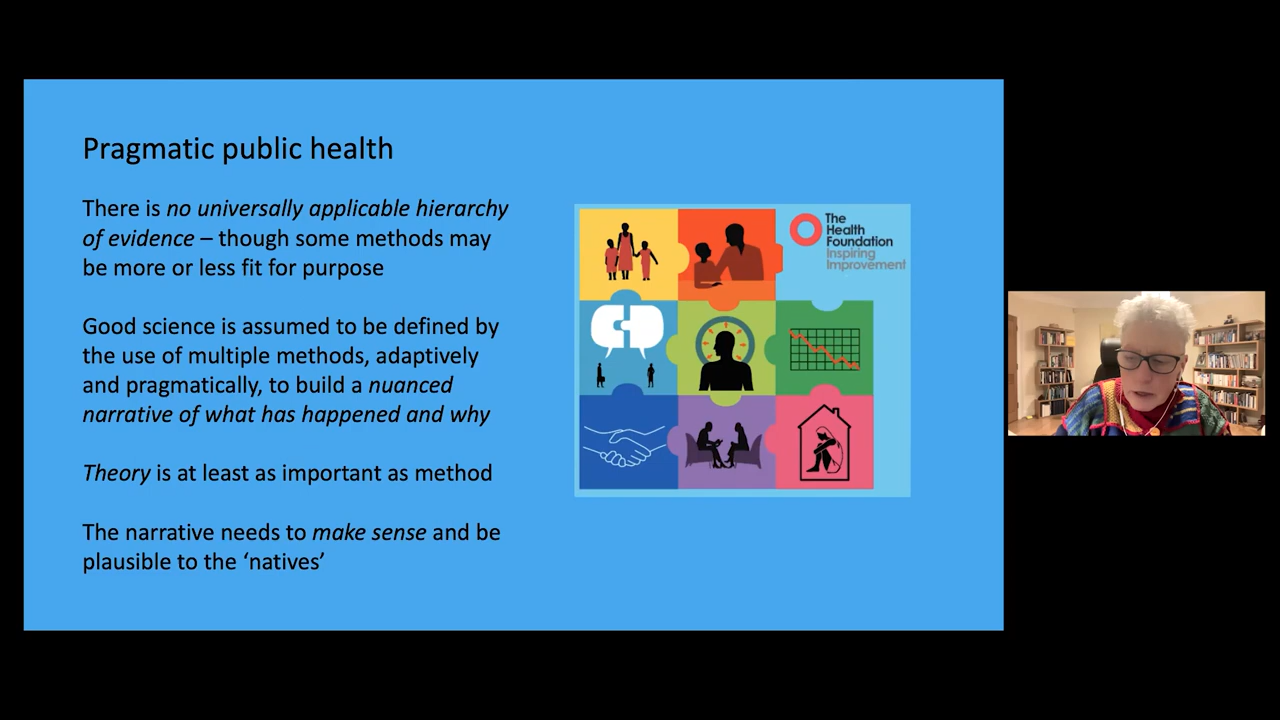 Pragmatic public health
There is no universally applicable hierarchy
of evidence – though some methods may
be more or less fit for purpose
Good science is assumed to be defined by
the use of multiple methods, adaptively
and pragmatically, to build a nuanced
narrative of what has happened and why
Theory is at least as important as method
The narrative needs to make sense and be
plausible to the ‘natives’
The
Health
Foundation
Inspiring
Improvement